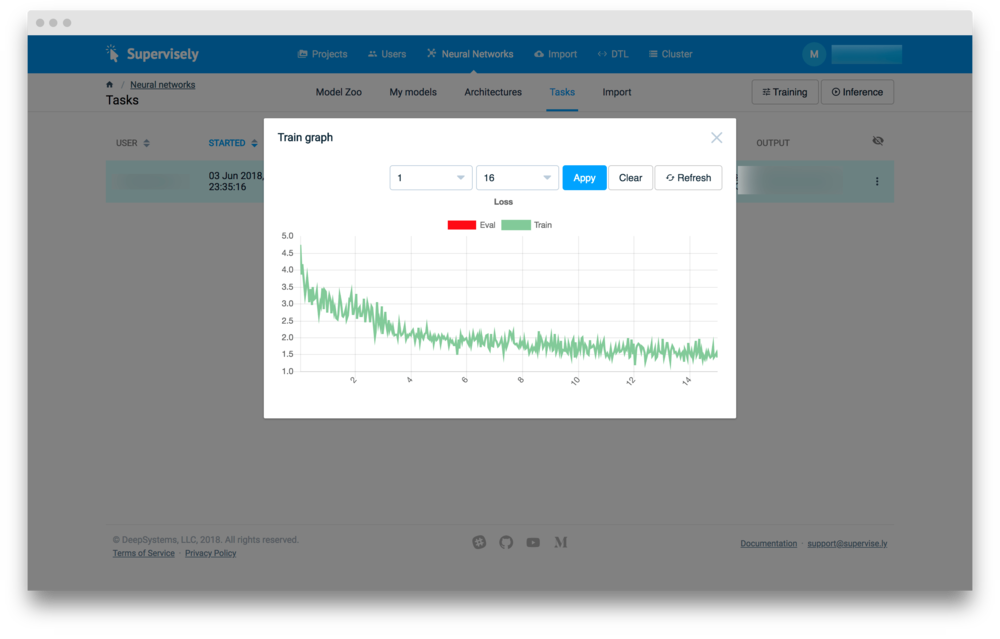 Supervisely
Projects Users Neural Networks Import DTL Cluster M
/ Neural networks
Tasks
Model Zoo My models Architectures Tasks Import
Training Inference
USER STARTED OUTPUT
03 Jun 2018,
23:35:16
Train graph
1 16 Appy Clear Refresh
Loss
Eval Train
5.0
4.5
4.0
3.5
3.0
2.5
2.0
1.5
1.0
2 4 6 8 10 12 14
© DeepSystems, LLC, 2018. All rights reserved.
Terms of Service · Privacy Policy
Documentation · support@supervise.ly